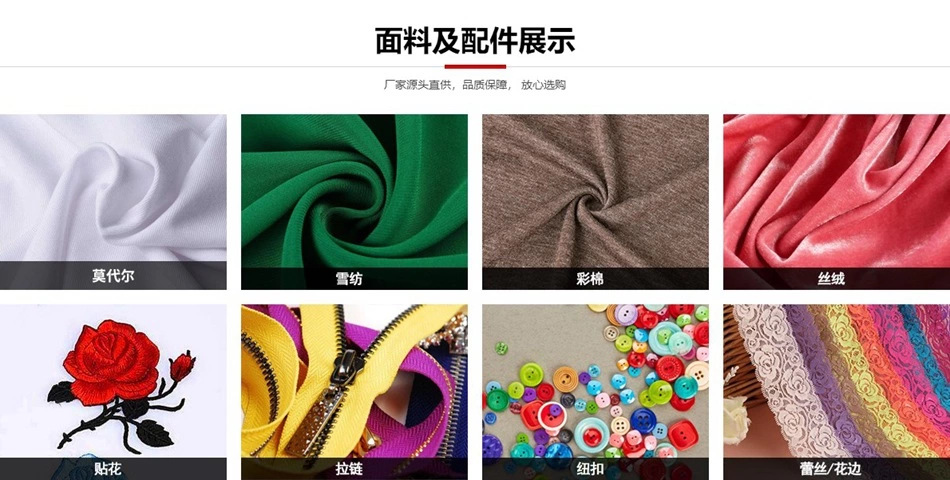 面料及配件展示
厂家源头直供，品质保障， 放心选购
莫代尔
雪纺
彩棉
丝绒
贴花
拉链
纽扣
蕾丝/花边